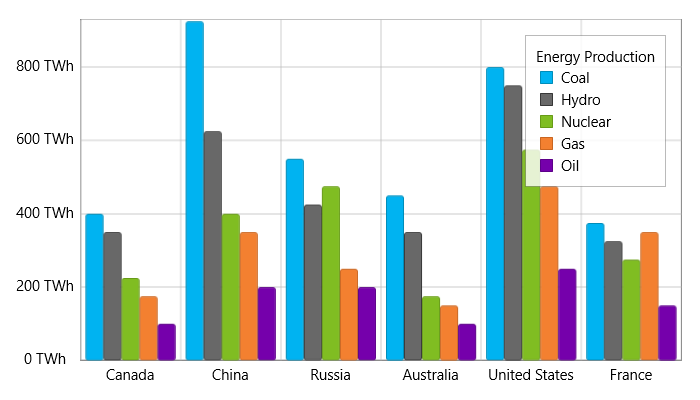 800 TWh
600 TWh
400 TWh
200 TWh
0 TWh
Energy Production
Coal
Hydro
Nuclear
Gas
Oil
Canada
China
Russia
Australia
United States
France